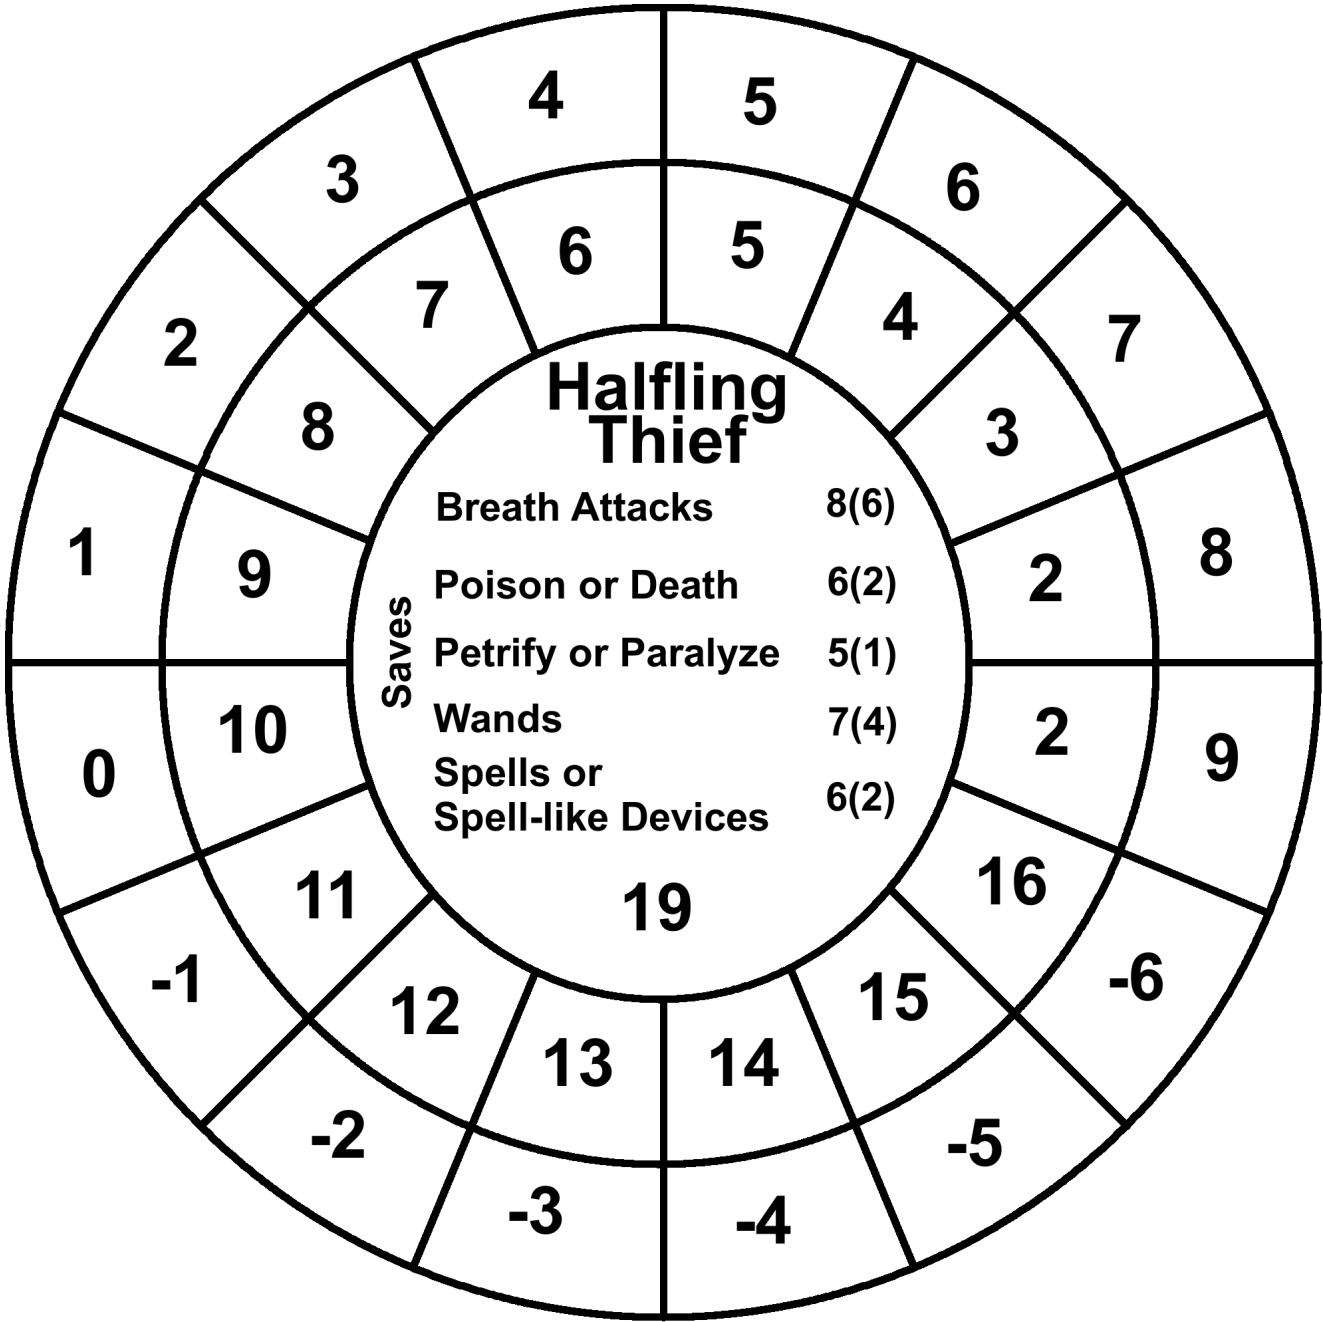 4 5
3 6
6 5
7 4
2 7
8 3
Halfling
Thief
Breath Attacks 8(6)
1 9 2 8
Poison or Death 6(2)
Saves
Petrify or Paralyze 5(1)
Wands 7(4)
0 10 2 9
Spells or
Spell-like Devices 6(2)
11 16
19
-1 -6
12 15
13 14
-2 -5
-3 -4